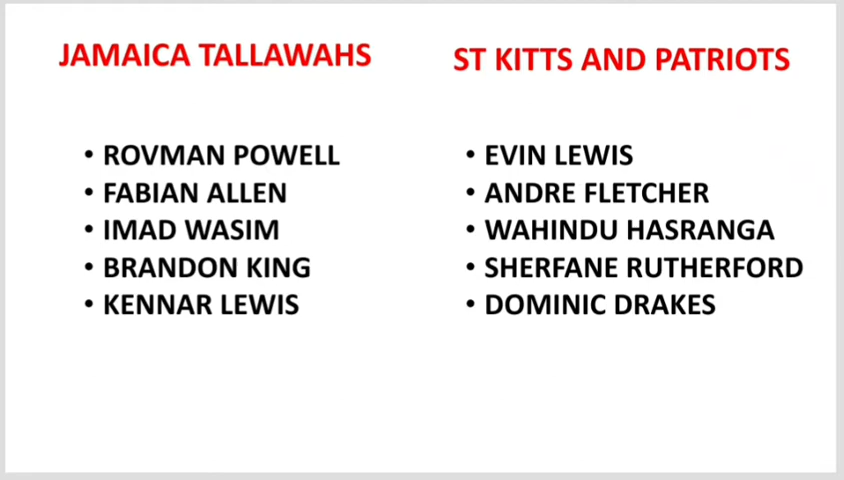 JAMAICA TALLAWAHS
• ROVMAN POWELL
• FABIAN ALLEN
• IMAD WASIM
• BRANDON KING
• KENNAR LEWIS
ST KITTS AND PATRIOTS
• EVIN LEWIS
• ANDRE FLETCHER
• WAHINDU HASRANGA
• SHERFANE RUTHERFORD
• DOMINIC DRAKES